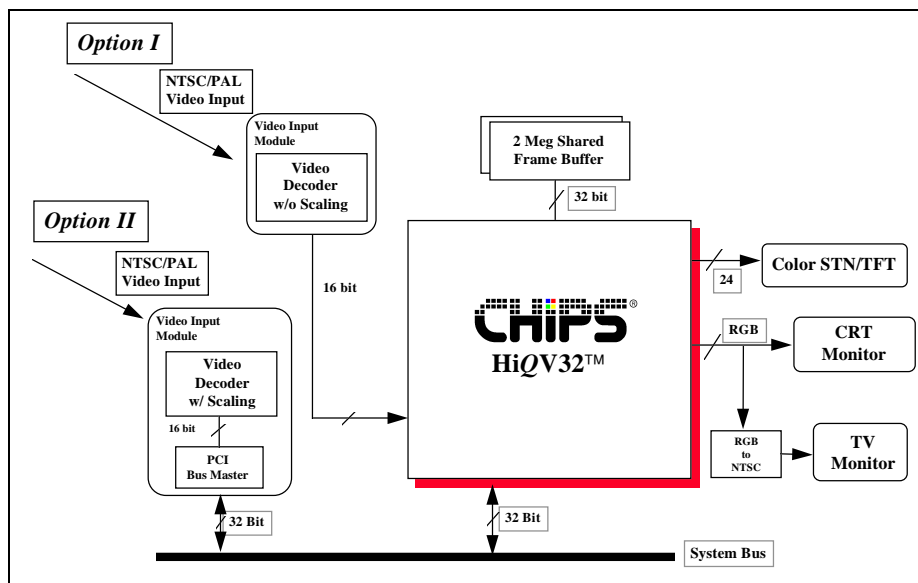 Option I
NTSC/PAL
Video Input
Video Input
Module
Video
Decoder
w/o Scaling
2 Meg Shared
Frame Buffer
32 bit
Option II
NTSC/PAL
Video Input
16 bit
Video Input
Module
Video
Decoder
w/ Scaling
16 bit
PCI
Bus Master
32 Bit
CHIPS®
HiQV32™
24
Color STN/TFT
RGB
CRT
Monitor
RGB
to
NTSC
TV
Monitor
32 Bit
System Bus